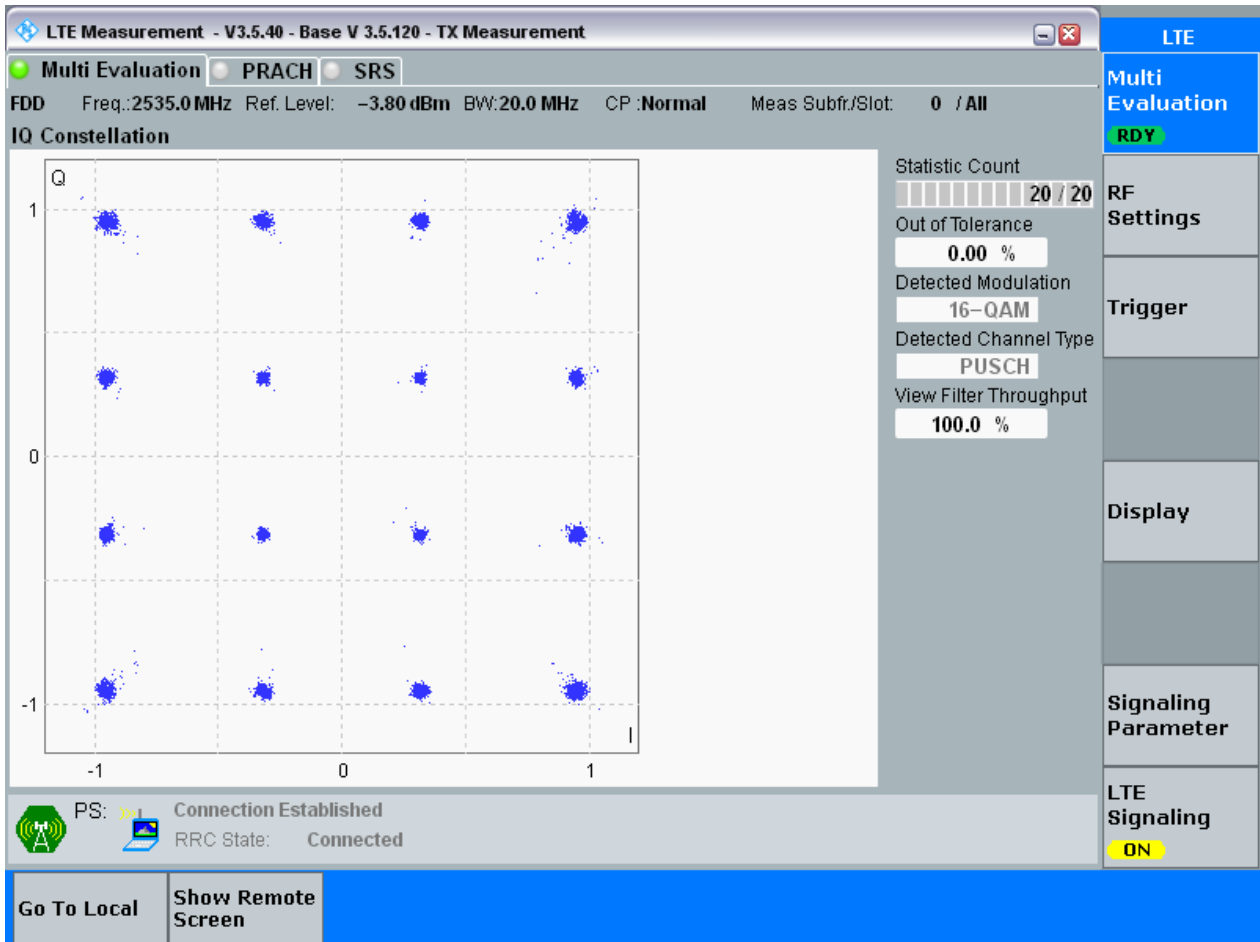 LTE Measurement - V3.5.40 - Base V 3.5.120 - TX Measurement
LTE
Multi Evaluation PRACH SRS
FDD Freq.:2535.0 MHz Ref. Level: −3.80 dBm BW:20.0 MHz CP :Normal Meas Subfr./Slot: 0 / All
IQ Constellation
Q
1
0
-1
I
-1 0 1
Statistic Count
20 / 20
Out of Tolerance
0.00 %
Detected Modulation
16−QAM
Detected Channel Type
PUSCH
View Filter Throughput
100.0 %
Multi
Evaluation
RDY
RF
Settings
Trigger
Display
Signaling
Parameter
LTE
Signaling
ON
PS: Connection Established
RRC State: Connected
Go To Local
Show Remote
Screen